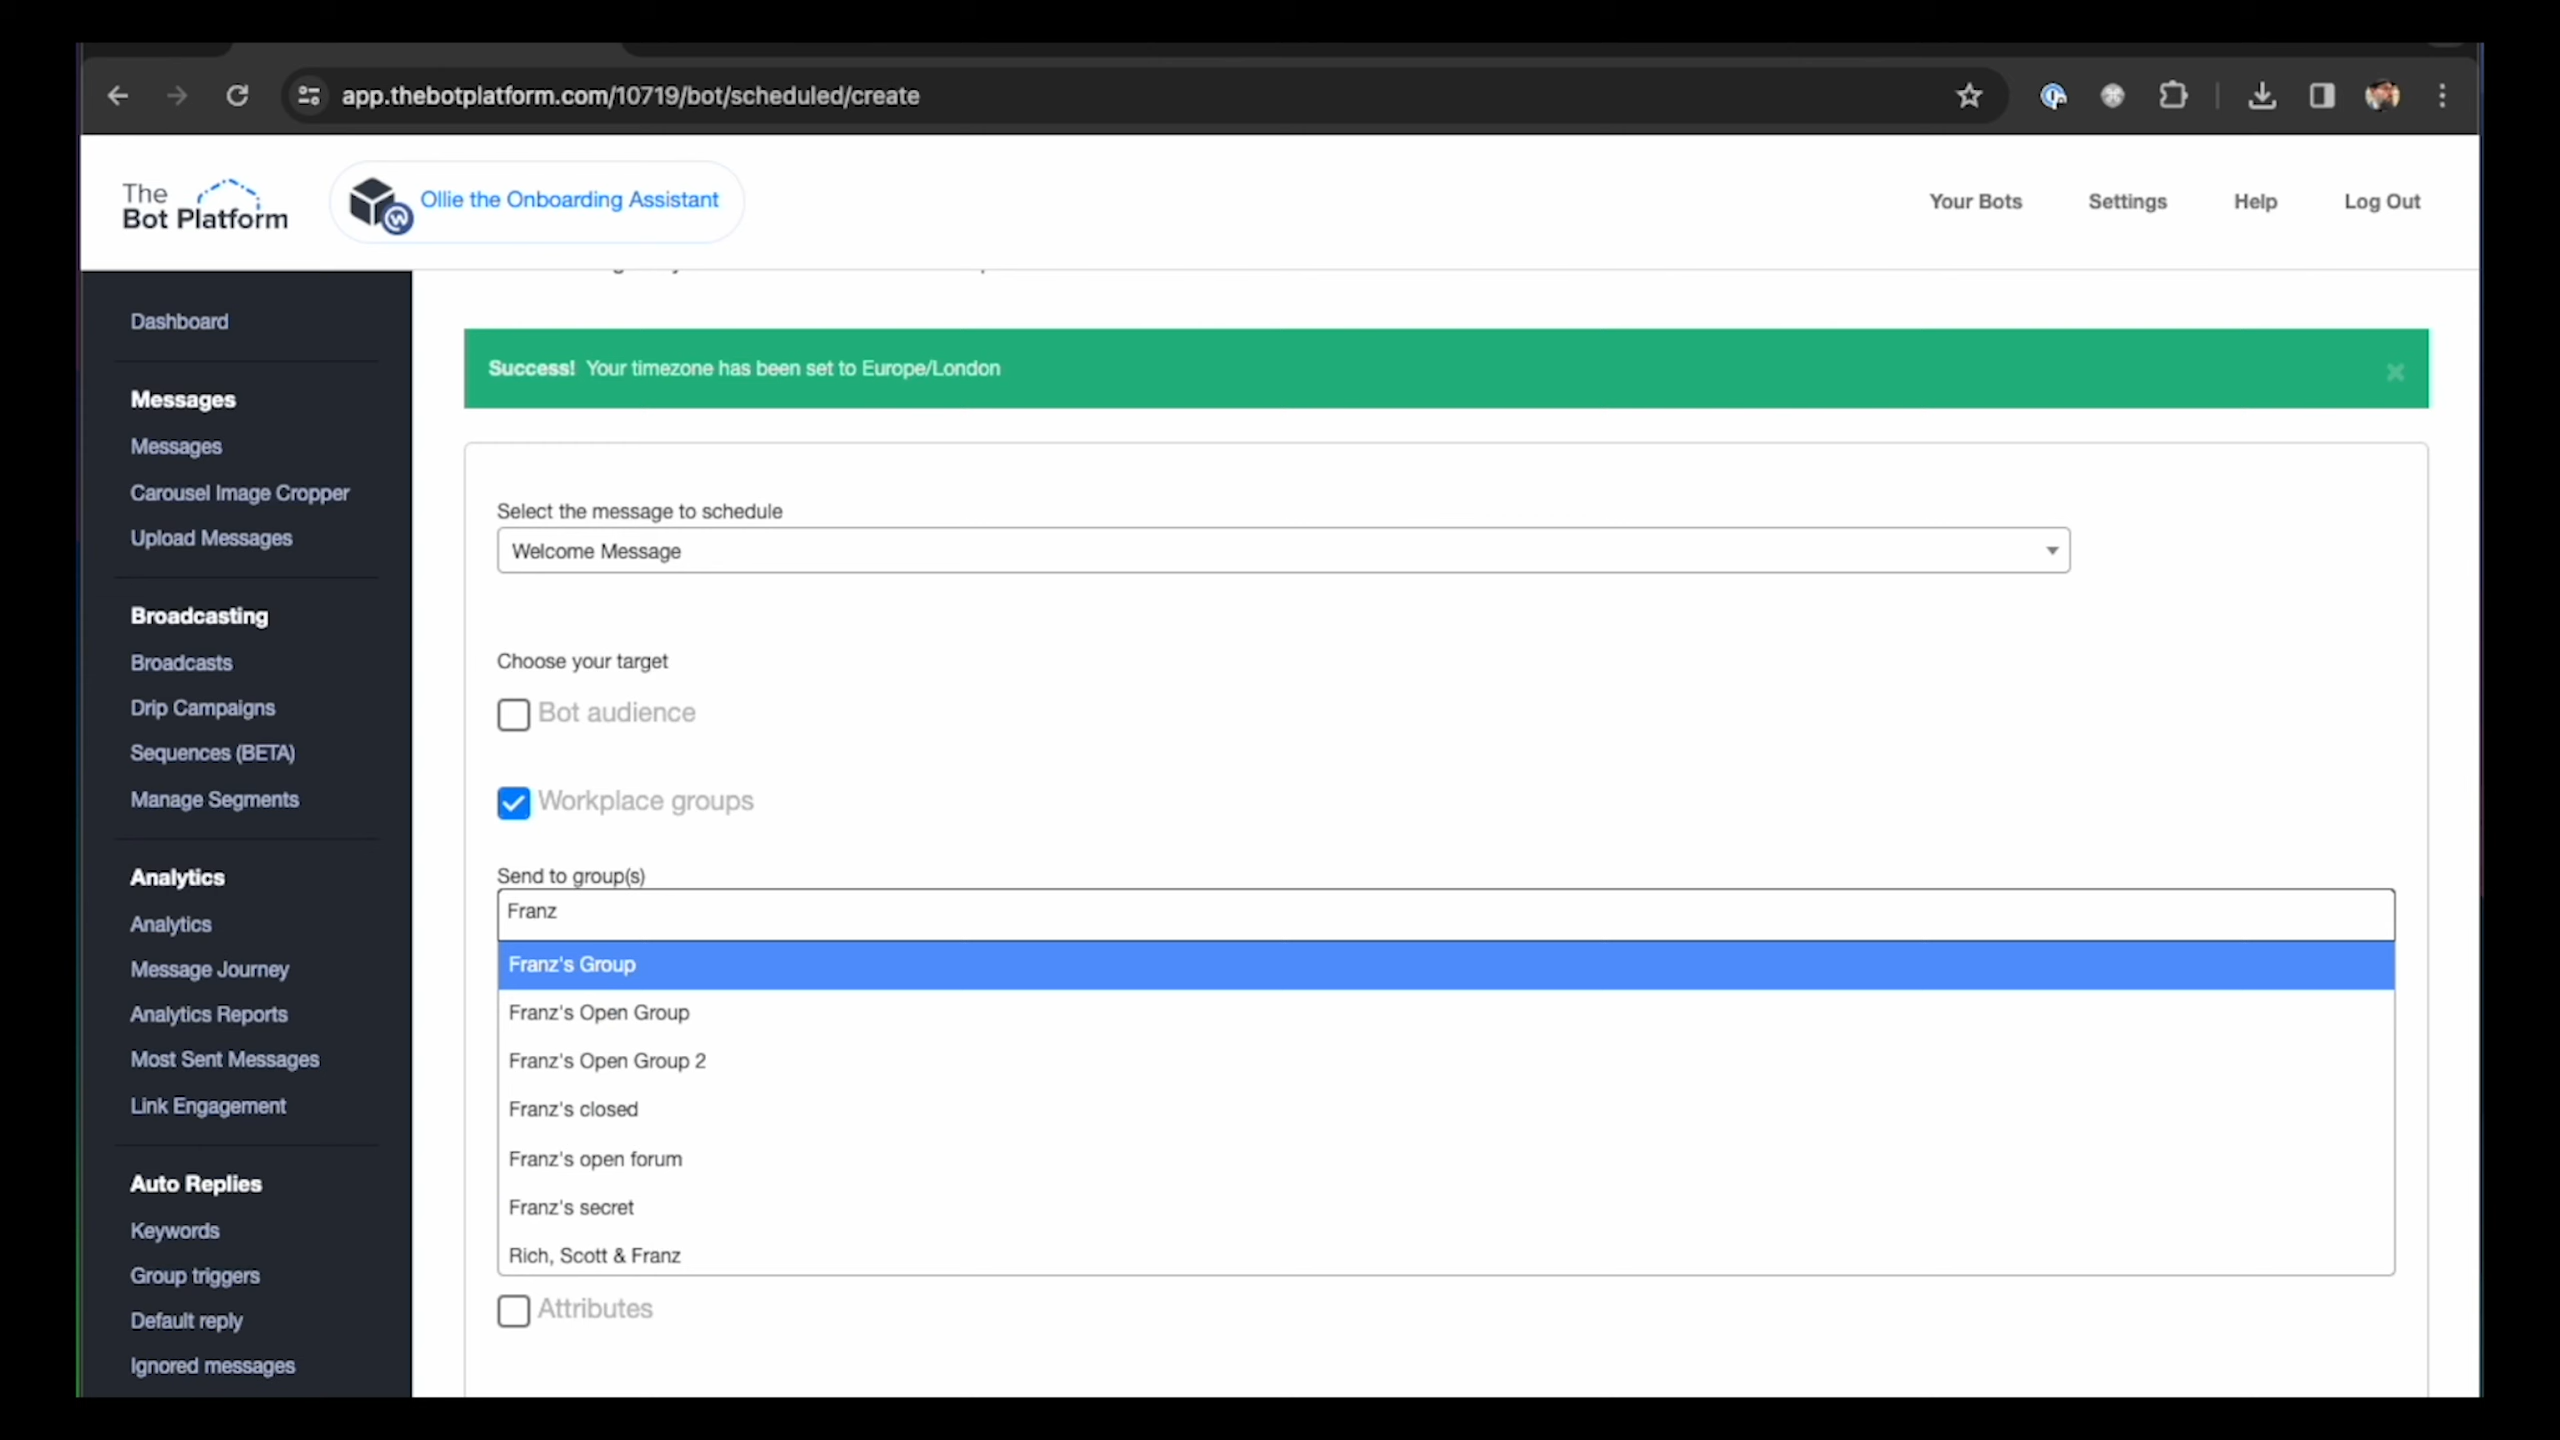 app.thebotplatform.com/10719/bot/scheduled/create
The
Bot Platform
Ollie the Onboarding Assistant
Your Bots
Settings
Help
Log Out
Dashboard
Messages
Messages
Carousel Image Cropper
Upload Messages
Broadcasting
Broadcasts
Drip Campaigns
Sequences (BETA)
Manage Segments
Analytics
Analytics
Message Journey
Analytics Reports
Most Sent Messages
Link Engagement
Auto Replies
Keywords
Group triggers
Default reply
Ignored messages
Success! Your timezone has been set to Europe/London
Select the message to schedule
Welcome Message
Choose your target
Bot audience
Workplace groups
Send to group(s)
Franz
Franz's Group
Franz's Open Group
Franz's Open Group 2
Franz's closed
Franz's open forum
Franz's secret
Rich, Scott & Franz
Attributes